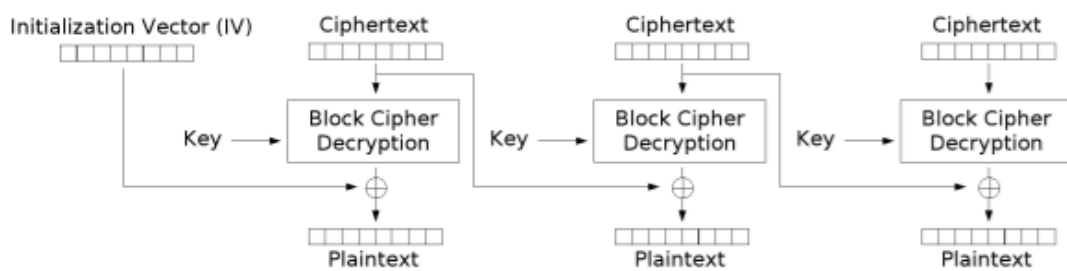 Initialization Vector (IV)
Ciphertext
Ciphertext
Ciphertext
Key
Block Cipher
Decryption
Key
Block Cipher
Decryption
Key
Block Cipher
Decryption
Plaintext
Plaintext
Plaintext